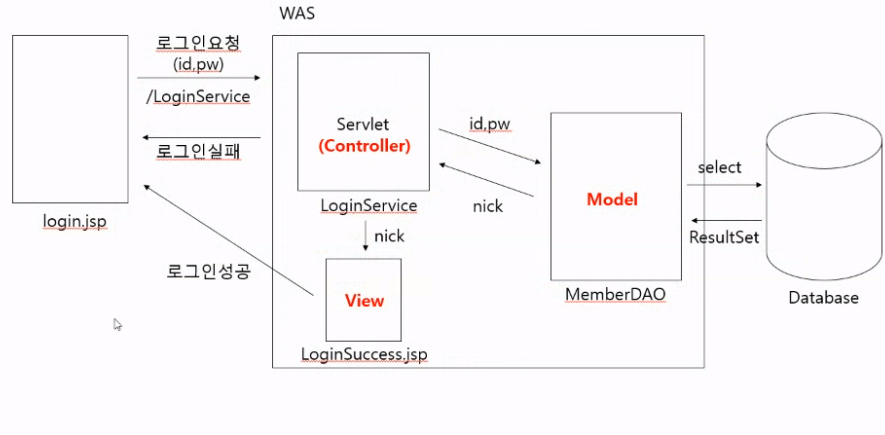 WAS
로그인요청
(id,pw)
/LoginService
로그인실패
login.jsp
로그인성공
Servlet
(Controller)
LoginService
nick
View
LoginSuccess.jsp
id,pw
nick
Model
MemberDAO
select
ResultSet
Database